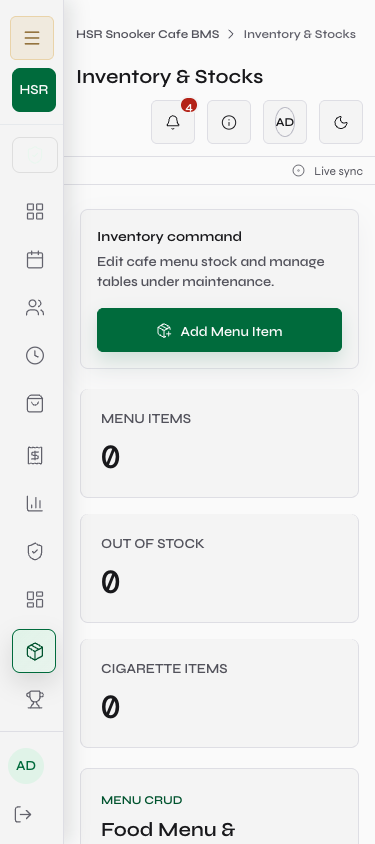 HSR Snooker Cafe BMS > Inventory & Stocks
HSR
Inventory & Stocks
4
AD
Live sync
Inventory command
Edit cafe menu stock and manage
tables under maintenance.
Add Menu Item
MENU ITEMS
0
OUT OF STOCK
0
CIGARETTE ITEMS
0
AD
MENU CRUD
Food Menu &